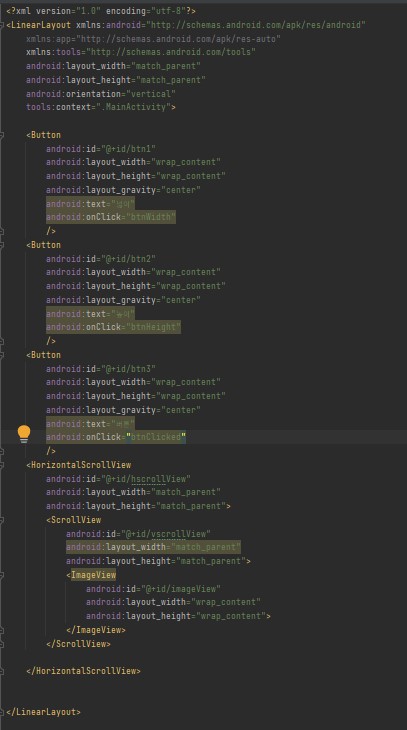 <?xml version="1.0" encoding="utf-8"?>
<LinearLayout xmlns:android="http://schemas.android.com/apk/res/android"
xmlns:app="http://schemas.android.com/apk/res-auto"
xmlns:tools="http://schemas.android.com/tools"
android:layout_width="match_parent"
android:layout_height="match_parent"
android:orientation="vertical"
tools:context=".MainActivity">
<Button
android:id="@+id/btn1"
android:layout_width="wrap_content"
android:layout_height="wrap_content"
android:layout_gravity="center"
android:text="너비"
android:onClick="btnWidth"
/>
<Button
android:id="@+id/btn2"
android:layout_width="wrap_content"
android:layout_height="wrap_content"
android:layout_gravity="center"
android:text="높이"
android:onClick="btnHeight"
/>
<Button
android:id="@+id/btn3"
android:layout_width="wrap_content"
android:layout_height="wrap_content"
android:layout_gravity="center"
android:text="버튼"
android:onClick="btnClicked"
/>
<HorizontalScrollView
android:id="@+id/hscrollView"
android:layout_width="match_parent"
android:layout_height="match_parent">
<ScrollView
android:id="@+id/vscrollView"
android:layout_width="match_parent"
android:layout_height="match_parent">
<ImageView
android:id="@+id/imageView"
android:layout_width="wrap_content"
android:layout_height="wrap_content">
</ImageView>
</ScrollView>
</HorizontalScrollView>
</LinearLayout>